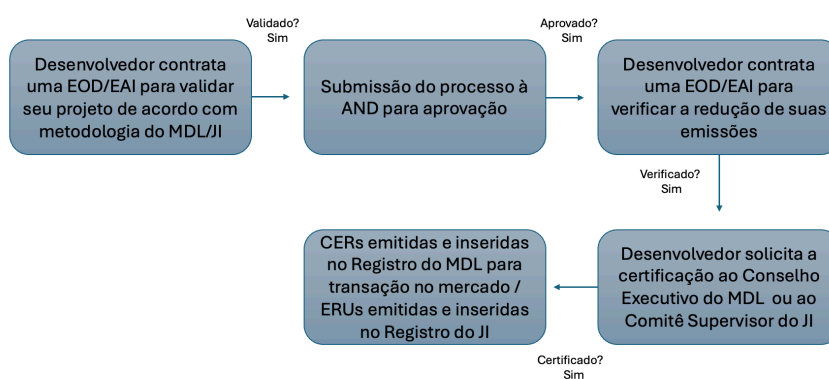 Desenvolvedor contrata
uma EOD/EAI para validar
seu projeto de acordo com
metodologia do MDL/JI
Validado?
Sim
Submissão do processo à
AND para aprovação
Aprovado?
Sim
Desenvolvedor contrata
uma EOD/EAI para
verificar a redução de suas
emissões
Verificado?
Sim
Desenvolvedor solicita a
certificação ao Conselho
Executivo do MDL ou ao
Comitê Supervisor do JI
Certificado?
Sim
CERs emitidas e inseridas
no Registro do MDL para
transação no mercado /
ERUs emitidas e inseridas
no Registro do JI